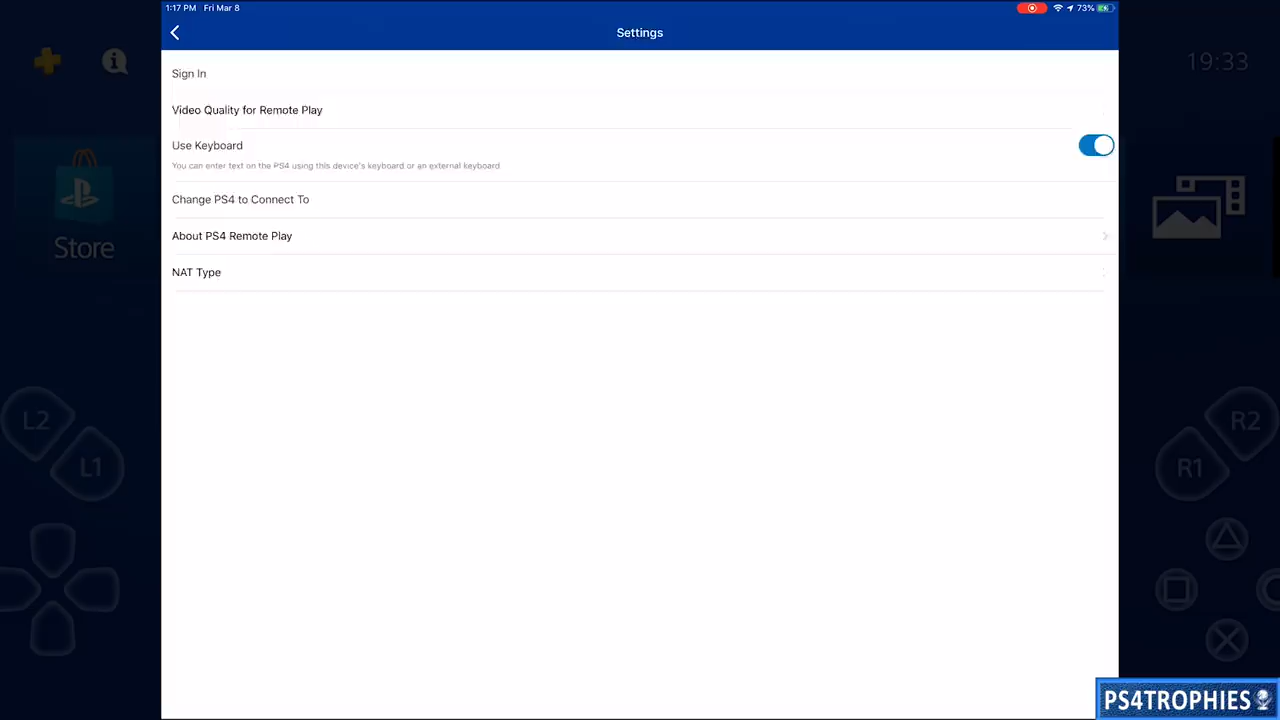 1:17 PM Fri Mar 8
73%
Settings
19:33
Sign In
Video Quality for Remote Play
Use Keyboard
You can enter text on the PS4 using this device's keyboard or an external keyboard
Change PS4 to Connect To
About PS4 Remote Play
NAT Type
Store
L2
L1
R2
R1
PS4TROPHIES